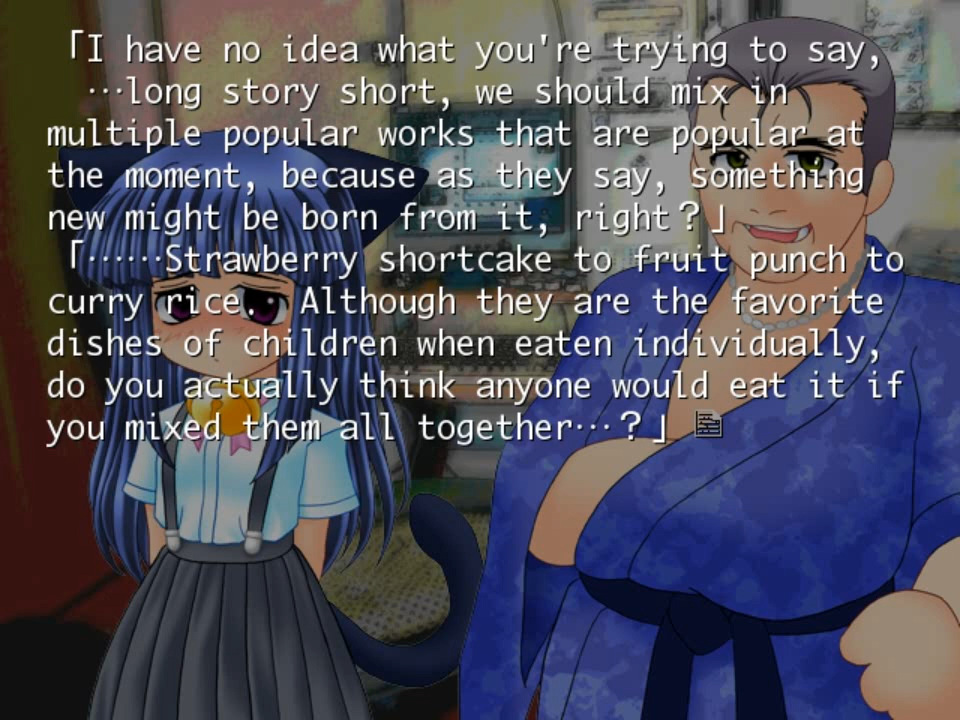 「I have no idea what you're trying to say,
…long story short, we should mix in
multiple popular works that are popular at
the moment, because as they say, something
new might be born from it, right？」
「……Strawberry shortcake to fruit punch to
curry rice. Although they are the favorite
dishes of children when eaten individually,
do you actually think anyone would eat it if
you mixed them all together…？」